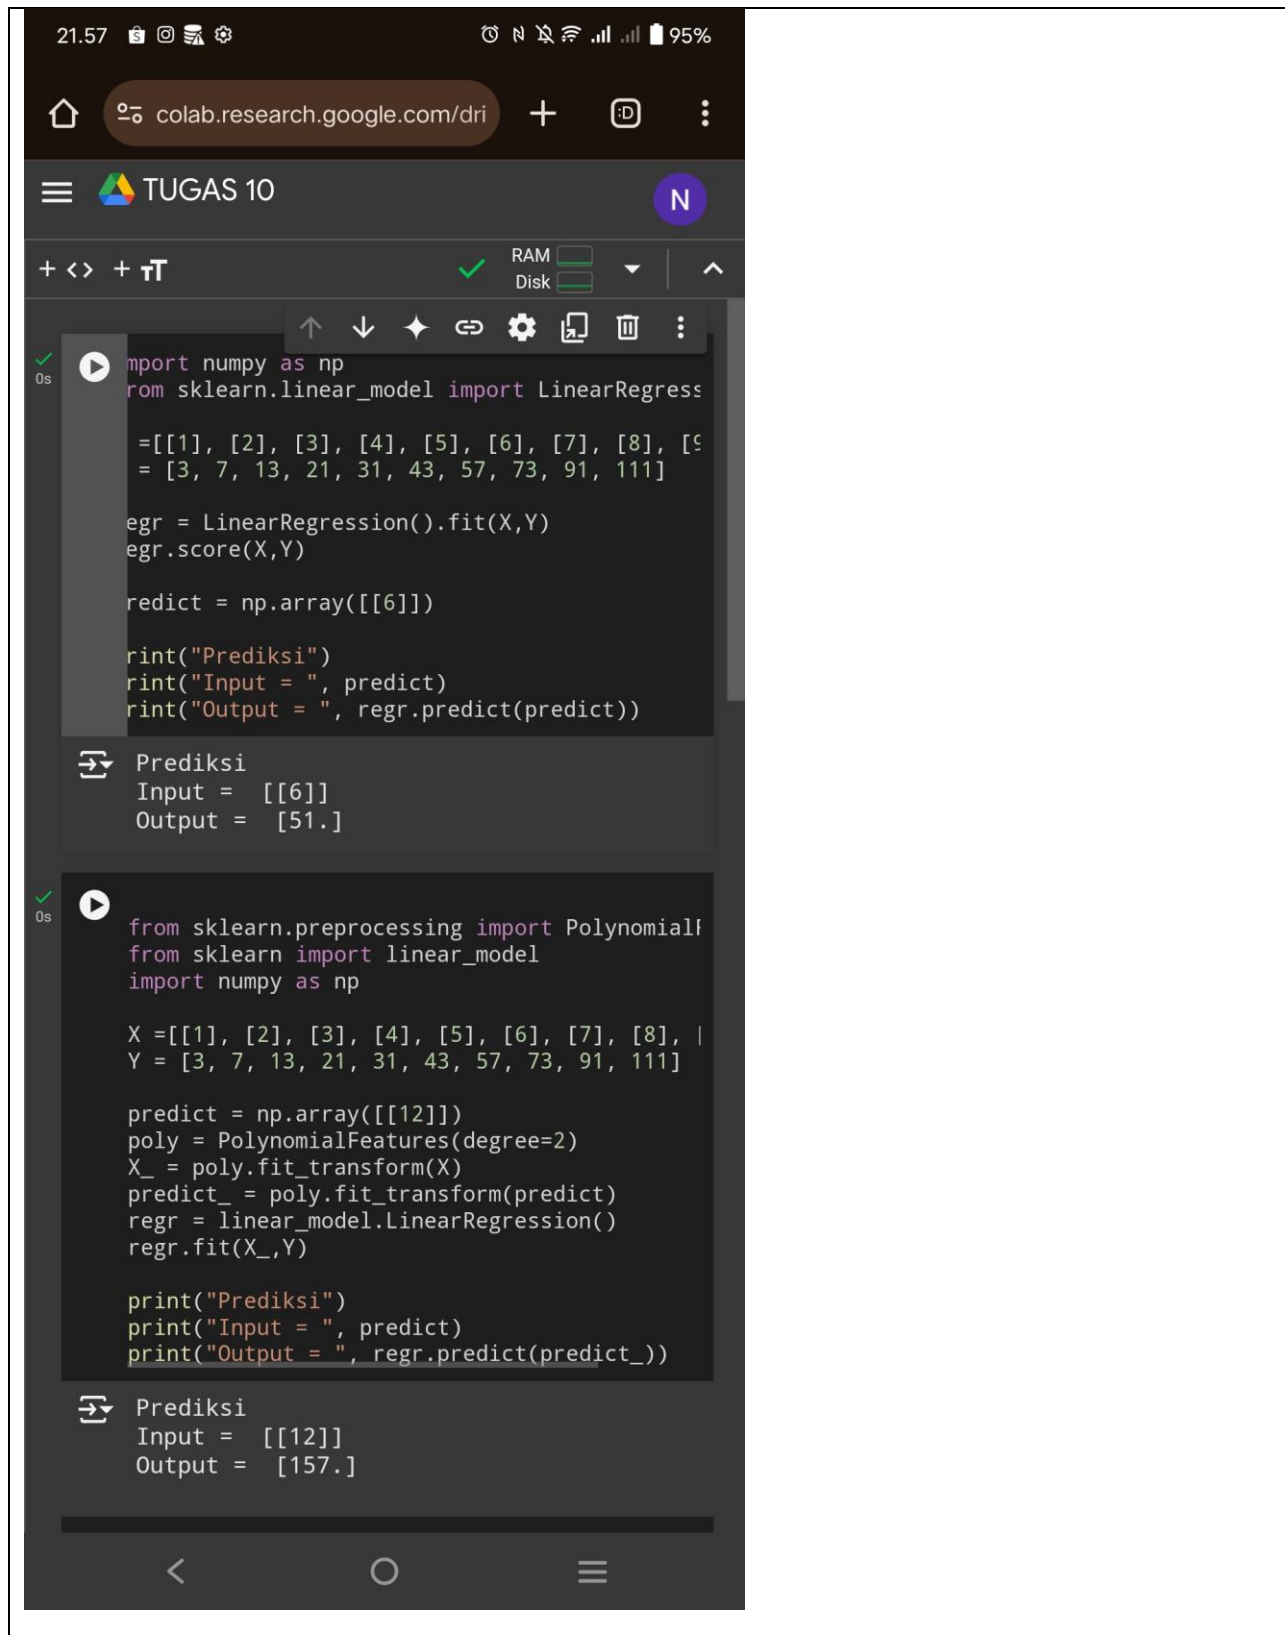 21.57 95%
colab.research.google.com/dri
TUGAS 10 N
RAM
Disk
0s
mport numpy as np
rom sklearn.linear_model import LinearRegress
=[[1], [2], [3], [4], [5], [6], [7], [8], [9
= [3, 7, 13, 21, 31, 43, 57, 73, 91, 111]
egr = LinearRegression().fit(X,Y)
egr.score(X,Y)
redict = np.array([[6]])
rint("Prediksi")
rint("Input = ", predict)
rint("Output = ", regr.predict(predict))
Prediksi
Input =  [[6]]
Output =  [51.]
0s
from sklearn.preprocessing import PolynomialF
from sklearn import linear_model
import numpy as np
X =[[1], [2], [3], [4], [5], [6], [7], [8], [
Y = [3, 7, 13, 21, 31, 43, 57, 73, 91, 111]
predict = np.array([[12]])
poly = PolynomialFeatures(degree=2)
X_ = poly.fit_transform(X)
predict_ = poly.fit_transform(predict)
regr = linear_model.LinearRegression()
regr.fit(X_,Y)
print("Prediksi")
print("Input = ", predict)
print("Output = ", regr.predict(predict_))
Prediksi
Input =  [[12]]
Output =  [157.]